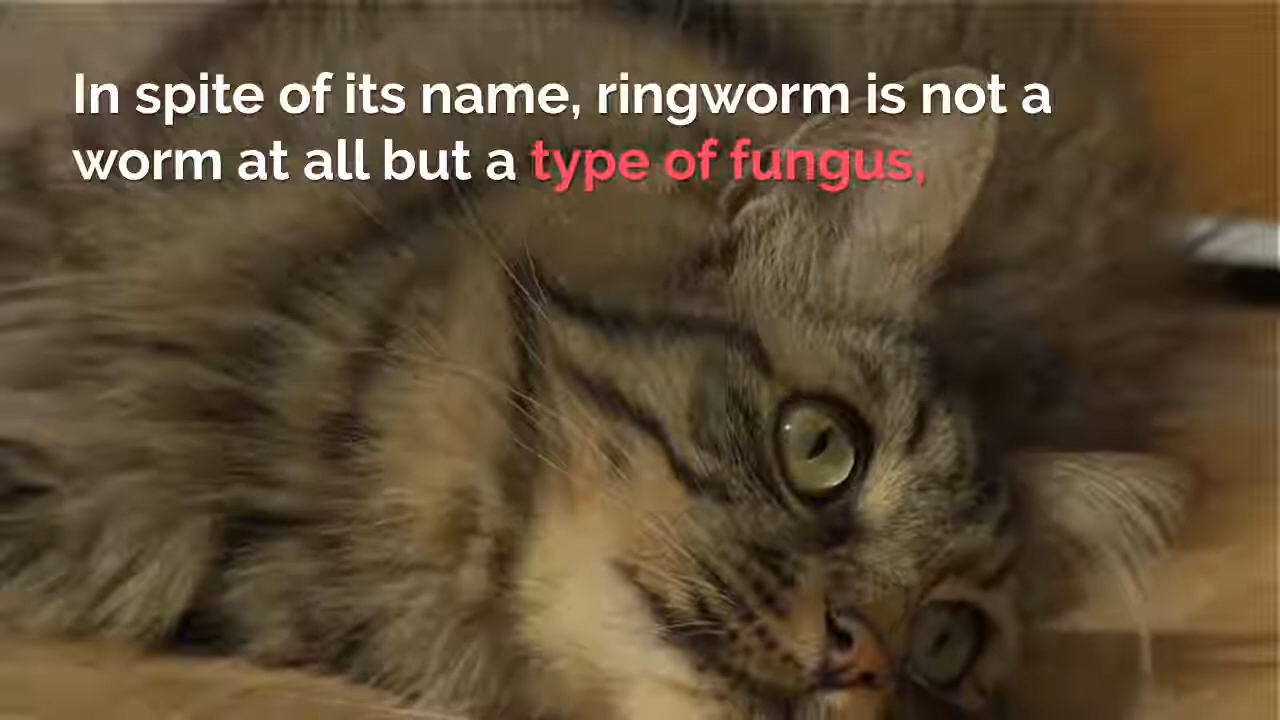 In spite of its name, ringworm is not a
worm at all but a type of fungus,